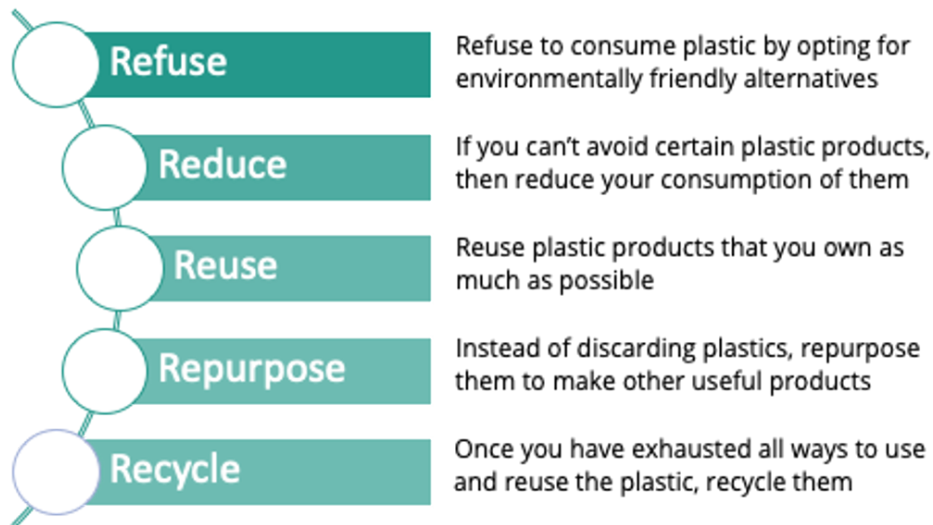 Refuse
Refuse to consume plastic by opting for
environmentally friendly alternatives
Reduce
If you can’t avoid certain plastic products,
then reduce your consumption of them
Reuse
Reuse plastic products that you own as
much as possible
Repurpose
Instead of discarding plastics, repurpose
them to make other useful products
Recycle
Once you have exhausted all ways to use
and reuse the plastic, recycle them